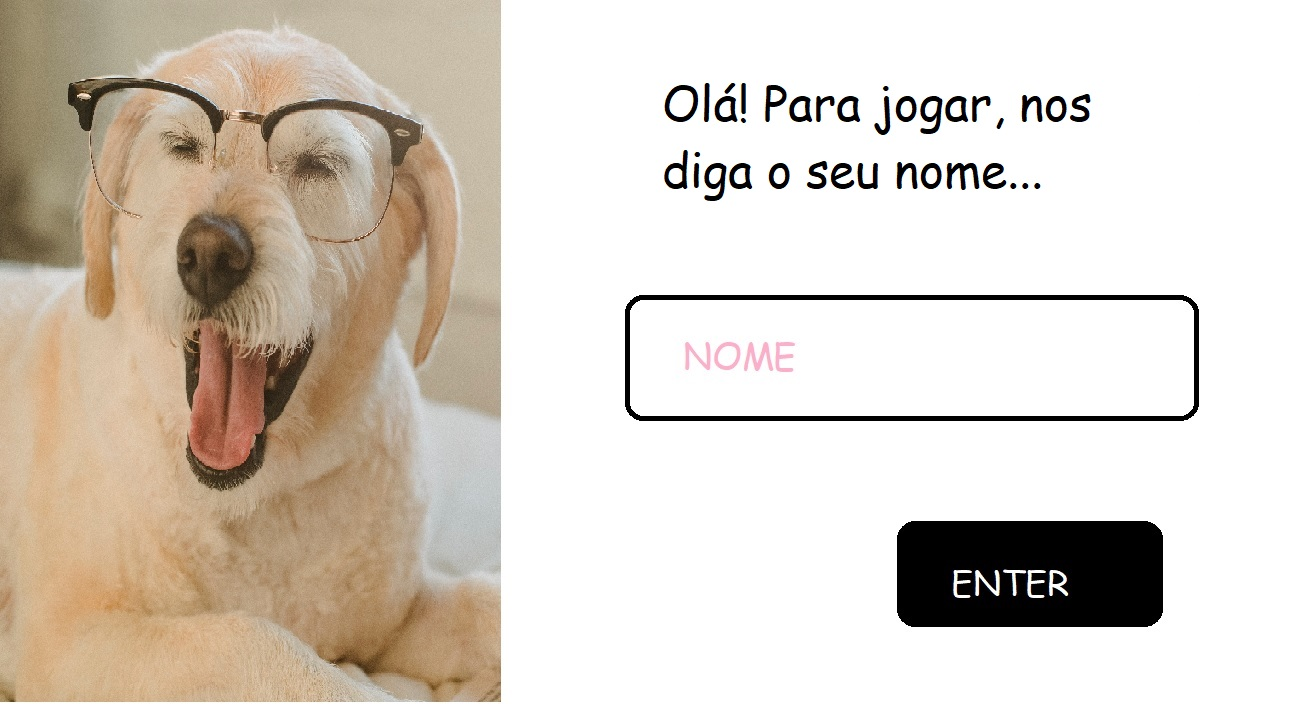 Olá! Para jogar, nos
diga o seu nome...
NOME
ENTER